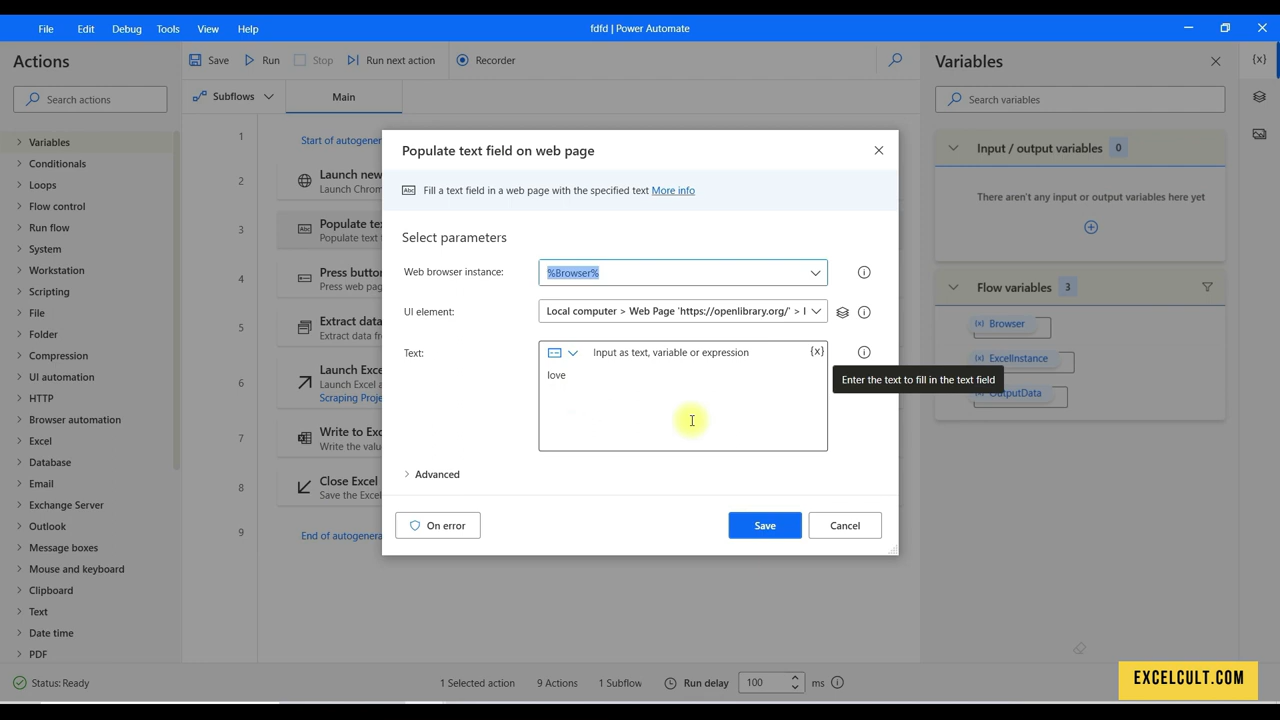 File Edit Debug Tools View Help
fdfd | Power Automate
Actions
Search actions
Variables
Conditionals
Loops
Flow control
Run flow
System
Workstation
Scripting
File
Folder
Compression
UI automation
HTTP
Browser automation
Excel
Database
Email
Exchange Server
Outlook
Message boxes
Mouse and keyboard
Clipboard
Text
Date time
PDF
Save Run Stop Run next action Recorder
Subflows Main
1 Start of autogener
2 Launch new
Launch Chrom
3 Populate te
Populate text
4 Press button
Press web pag
5 Extract data
Extract data fr
6 Launch Exce
Launch Excel a
Scraping Proje
7 Write to Exc
Write the value
8 Close Excel
Save the Excel
9 End of autogenera
Populate text field on web page
Abc Fill a text field in a web page with the specified text More info
Select parameters
Web browser instance: %Browser%
UI element: Local computer > Web Page 'https://openlibrary.org/' > I
Text: Input as text, variable or expression {x}
love
Enter the text to fill in the text field
Advanced
On error Save Cancel
Variables
{x}
Search variables
Input / output variables 0
There aren't any input or output variables here yet
Flow variables 3
(x) Browser
(x) ExcelInstance
OutputData
Status: Ready 1 Selected action 9 Actions 1 Subflow Run delay 100 ms
EXCELCULT.COM